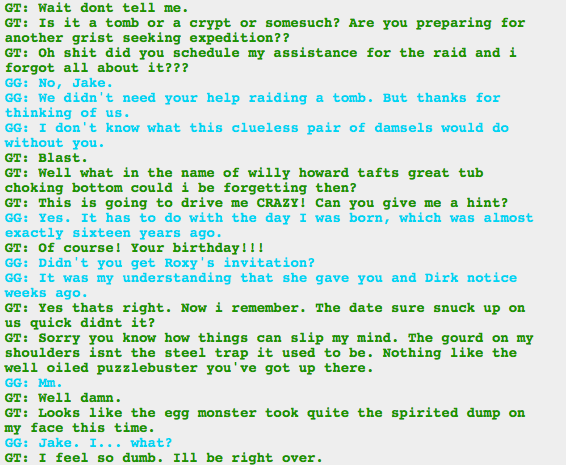 GT: Wait dont tell me.
GT: Is it a tomb or a crypt or somesuch? Are you preparing for
another grist seeking expedition??
GT: Oh shit did you schedule my assistance for the raid and i
forgot all about it???
GG: No, Jake.
GG: We didn't need your help raiding a tomb. But thanks for
thinking of us.
GG: I don't know what this clueless pair of damsels would do
without you.
GT: Blast.
GT: Well what in the name of willy howard tafts great tub
choking bottom could i be forgetting then?
GT: This is going to drive me CRAZY! Can you give me a hint?
GG: Yes. It has to do with the day I was born, which was almost
exactly sixteen years ago.
GT: Of course! Your birthday!!!
GG: Didn't you get Roxy's invitation?
GG: It was my understanding that she gave you and Dirk notice
weeks ago.
GT: Yes thats right. Now i remember. The date sure snuck up on
us quick didnt it?
GT: Sorry you know how things can slip my mind. The gourd on my
shoulders isnt the steel trap it used to be. Nothing like the
well oiled puzzlebuster you've got up there.
GG: Mm.
GT: Well damn.
GT: Looks like the egg monster took quite the spirited dump on
my face this time.
GG: Jake. I... what?
GT: I feel so dumb. Ill be right over.